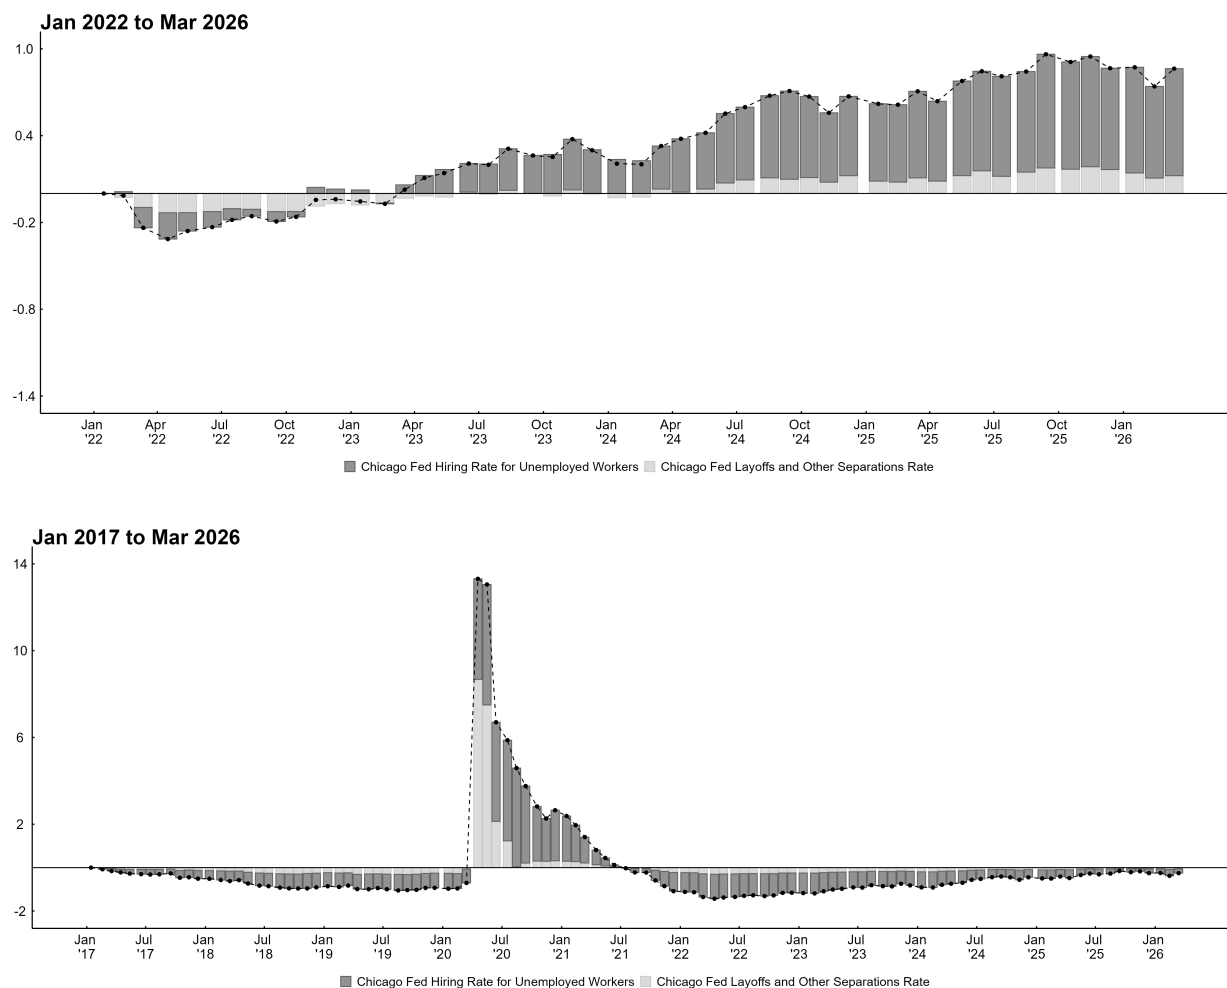 Jan 2022 to Mar 2026
1.0
0.4
-0.2
-0.8
-1.4
Jan Apr Jul Oct Jan Apr Jul Oct Jan Apr Jul Oct Jan Apr Jul Oct Jan
'22 '22 '22 '22 '23 '23 '23 '23 '24 '24 '24 '24 '25 '25 '25 '25 '26
Chicago Fed Hiring Rate for Unemployed Workers Chicago Fed Layoffs and Other Separations Rate
Jan 2017 to Mar 2026
14
10
6
2
-2
Jan Jul Jan Jul Jan Jul Jan Jul Jan Jul Jan Jul Jan Jul Jan Jul Jan Jul Jan
'17 '17 '18 '18 '19 '19 '20 '20 '21 '21 '22 '22 '23 '23 '24 '24 '25 '25 '26
Chicago Fed Hiring Rate for Unemployed Workers Chicago Fed Layoffs and Other Separations Rate